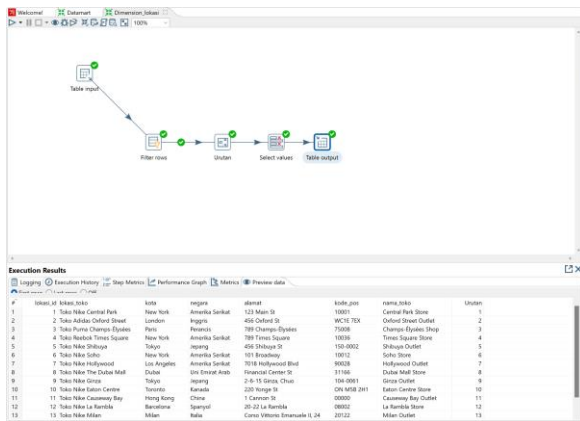 Welcome! Datamart Dimension_lokasi
100%
Table input
Filter rows Urutan Select values Table output
Execution Results
Logging Execution History Step Metrics Performance Graph Metrics Preview data
# lokasi_id lokasi_toko kota negara alamat kode_pos nama_toko Urutan
1 1 Toko Nike Central Park New York Amerika Serikat 123 Main St 10001 Central Park Store 1
2 2 Toko Adidas Oxford Street London Inggris 456 Oxford St WC1E 7EX Oxford Street Outlet 2
3 3 Toko Puma Champs-Élysées Paris Perancis 789 Champs-Élysées 75008 Champs-Élysées Shop 3
4 4 Toko Reebok Times Square New York Amerika Serikat 789 Times Square 10036 Times Square Store 4
5 5 Toko Nike Shibuya Tokyo Jepang 456 Shibuya St 150-0002 Shibuya Outlet 5
6 6 Toko Nike Soho New York Amerika Serikat 101 Broadway 10012 Soho Store 6
7 7 Toko Nike Hollywood Los Angeles Amerika Serikat 7018 Hollywood Blvd 90028 Hollywood Outlet 7
8 8 Toko Nike The Dubai Mall Dubai Uni Emirat Arab Financial Center St 31166 Dubai Mall Store 8
9 9 Toko Nike Ginza Tokyo Jepang 2-6-15 Ginza, Chuo 104-0061 Ginza Outlet 9
10 10 Toko Nike Eaton Centre Toronto Kanada 220 Yonge St ON M5B 2H1 Eaton Centre Store 10
11 11 Toko Nike Causeway Bay Hong Kong China 1 Cannon St 00000 Causeway Bay Outlet 11
12 12 Toko Nike La Rambla Barcelona Spanyol 20-22 La Rambla 08002 La Rambla Store 12
13 13 Toko Nike Milan Milan Italia Corso Vittorio Emanuele II, 24 20122 Milan Outlet 13